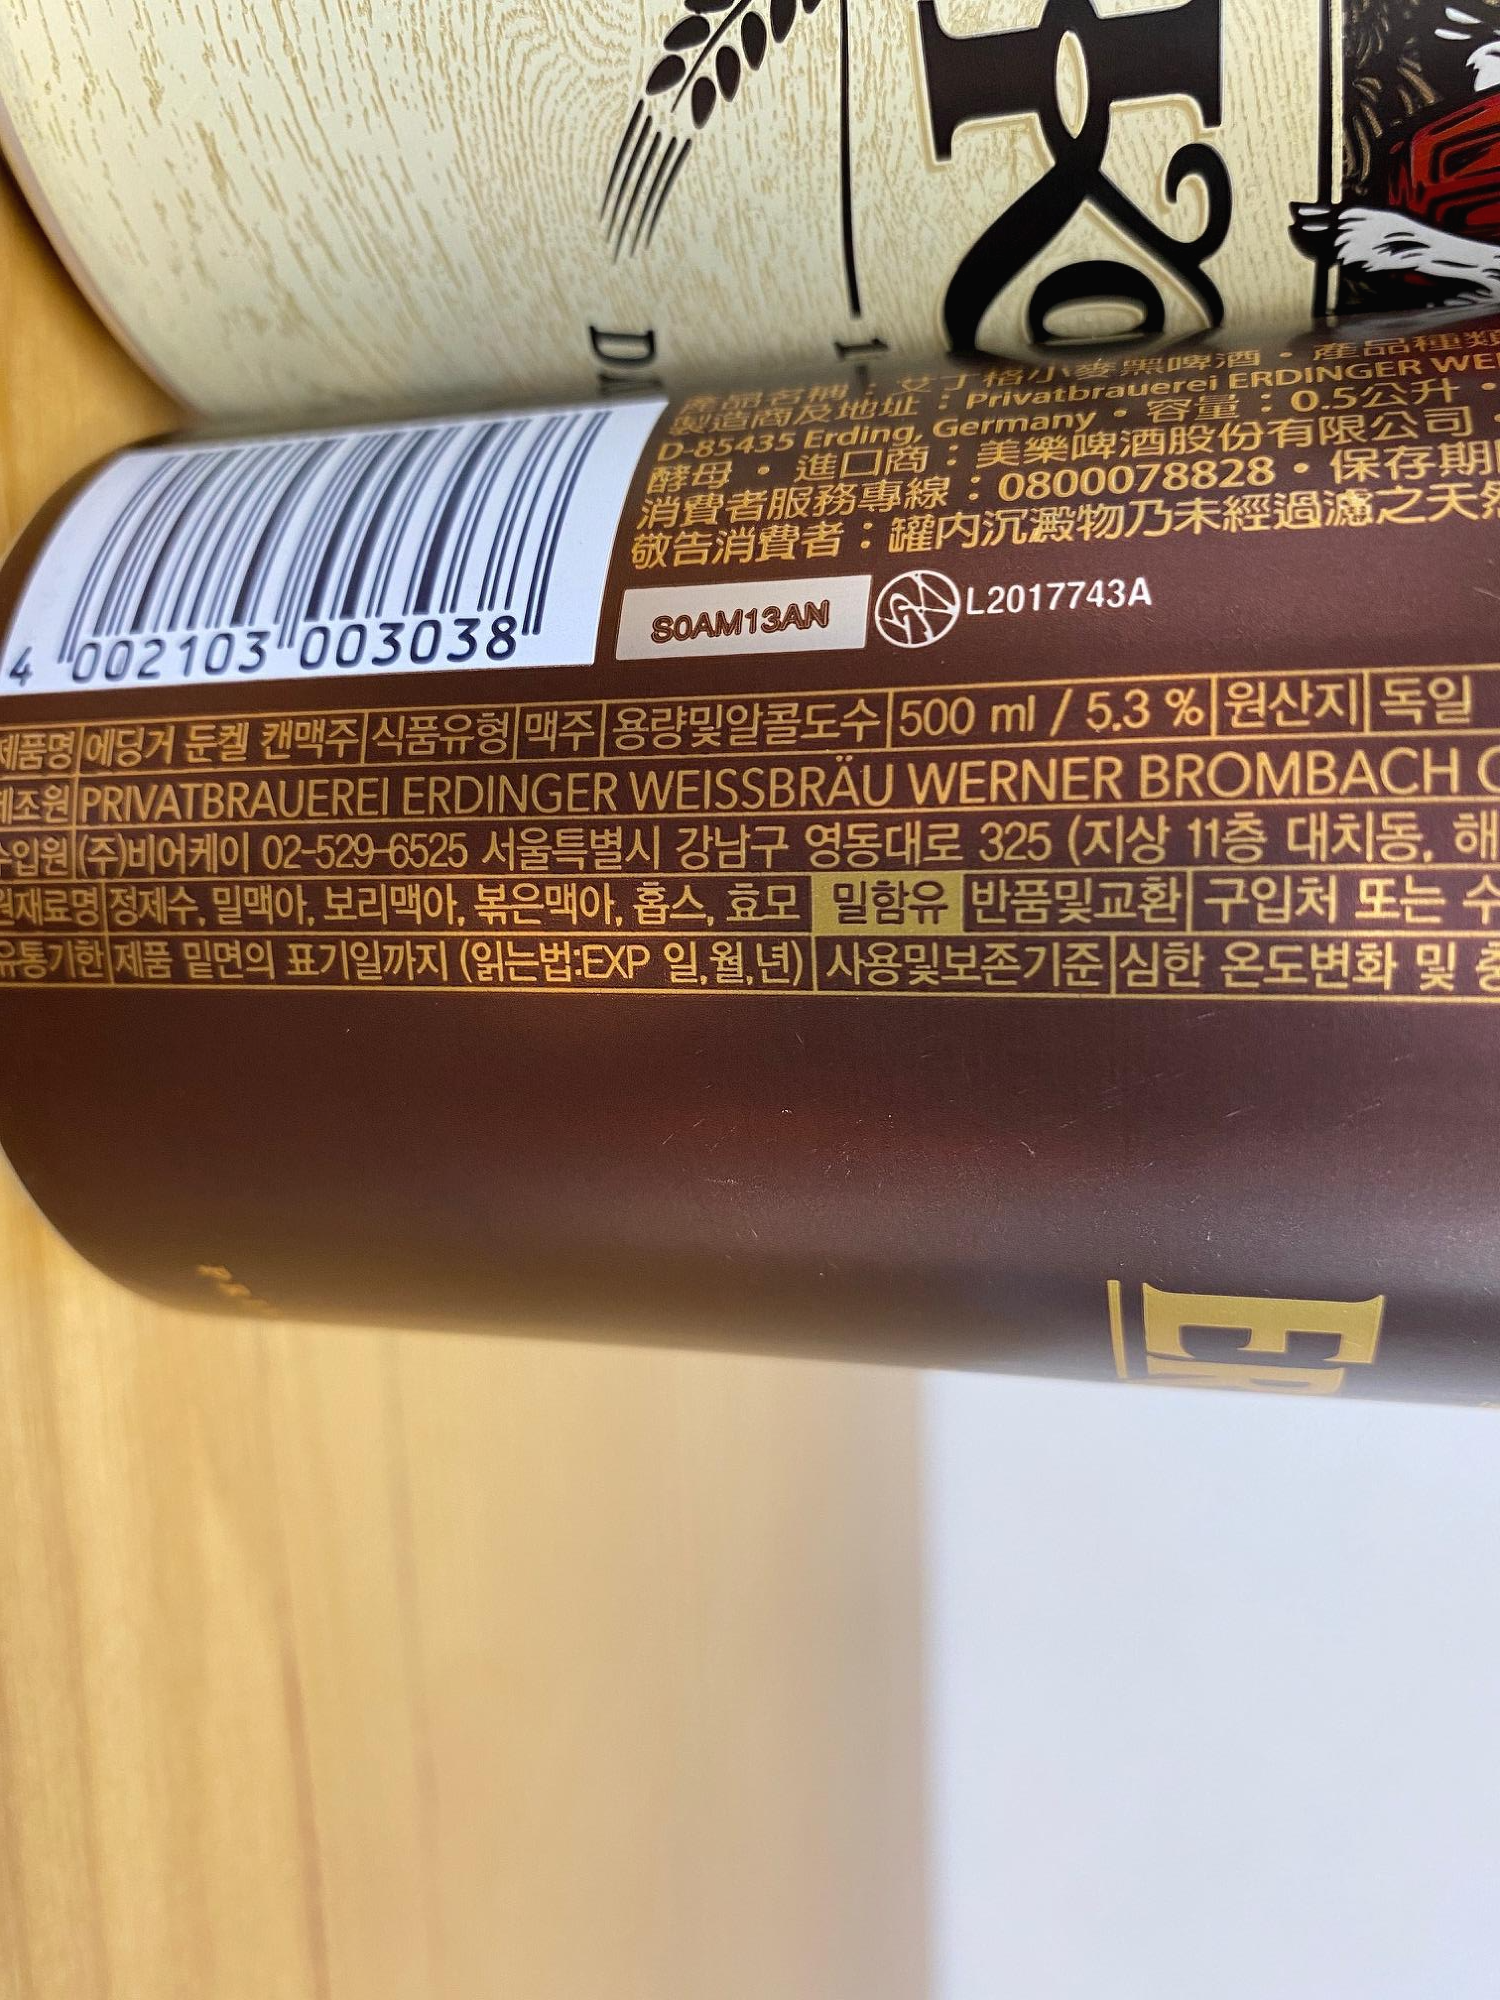 產品名稱：艾丁格小麥黑啤酒・產品種類
製造商及地址：Privatbrauerei ERDINGER
D-85435 Erding, Germany・容量：0.5公升・
酵母・進口商：美樂啤酒股份有限公司・
消費者服務專線：0800078828・保存期
敬告消費者：罐內沉澱物乃未經過濾之天然
4 002103 003038
S0AM13AN
L2017743A
제품명 에딩거 둔켈 캔맥주 식품유형 맥주 용량및알콜도수 500 ml / 5.3 % 원산지 독일
제조원 PRIVATBRAUEREI ERDINGER WEISSBRÄU WERNER BROMBACH
수입원 (주)비어케이 02-529-6525 서울특별시 강남구 영동대로 325 (지상 11층 대치동, 해
원재료명 정제수, 밀맥아, 보리맥아, 볶은맥아, 홉스, 효모 밀함유 반품및교환 구입처 또는 수
유통기한 제품 밑면의 표기일까지 (읽는법:EXP 일,월,년) 사용및보존기준 심한 온도변화 및
ER